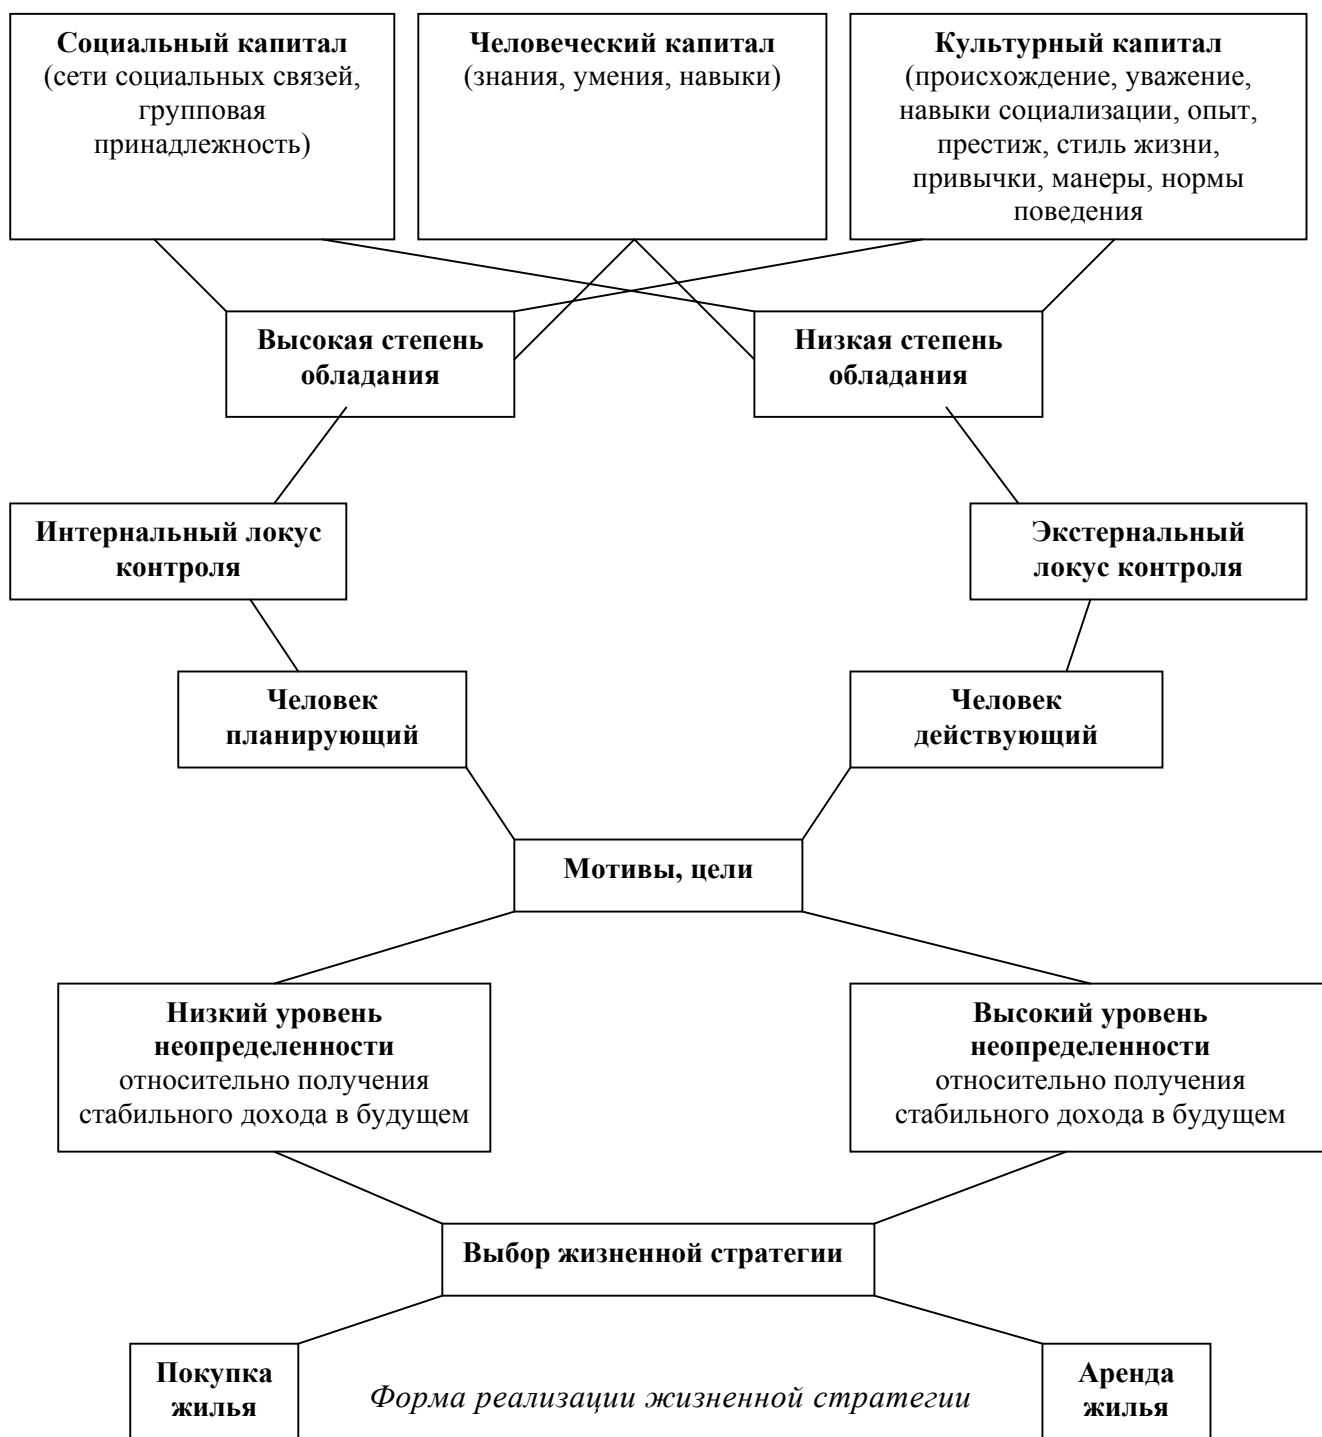 Социальный капитал
(сети социальных связей,
групповая
принадлежность)
Человеческий капитал
(знания, умения, навыки)
Культурный капитал
(происхождение, уважение,
навыки социализации, опыт,
престиж, стиль жизни,
привычки, манеры, нормы
поведения
Высокая степень
обладания
Низкая степень
обладания
Интернальный локус
контроля
Экстернальный
локус контроля
Человек
планирующий
Человек
действующий
Мотивы, цели
Низкий уровень
неопределенности
относительно получения
стабильного дохода в будущем
Высокий уровень
неопределенности
относительно получения
стабильного дохода в будущем
Выбор жизненной стратегии
Покупка
жилья
Форма реализации жизненной стратегии
Аренда
жилья